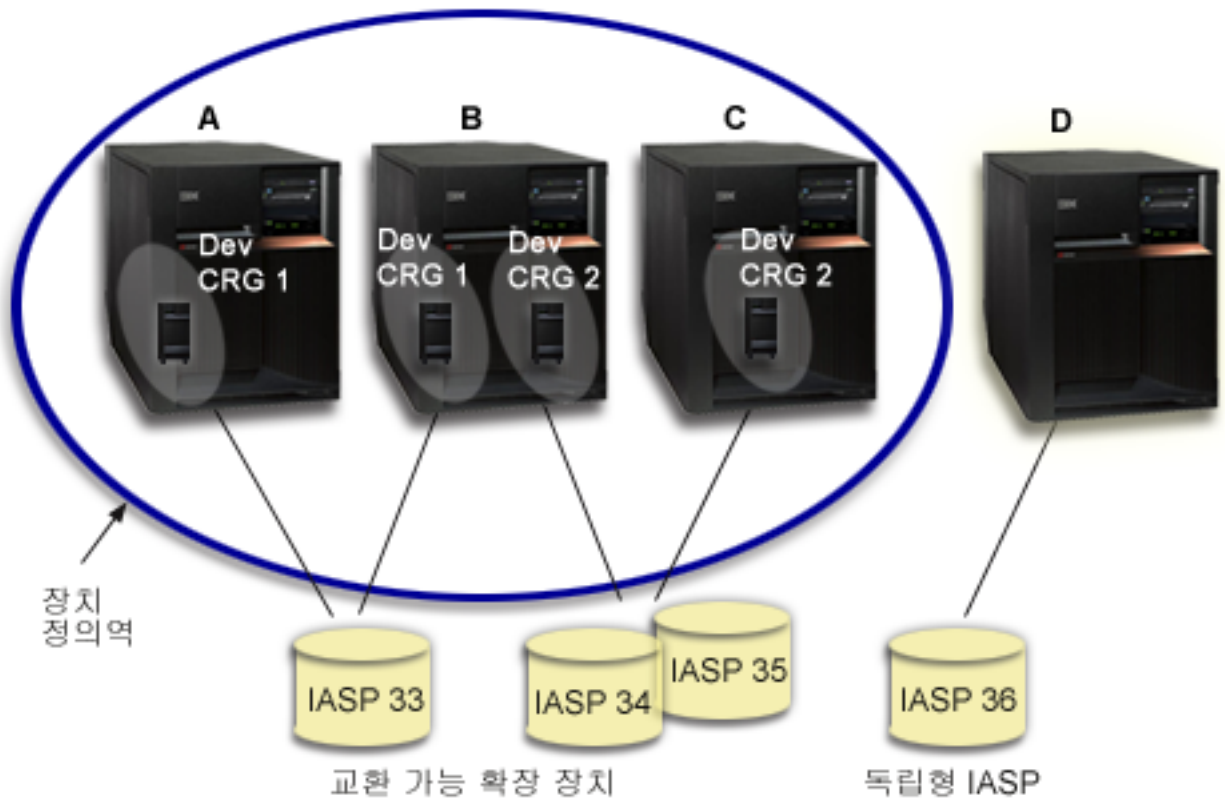 A
B
C
D
Dev
CRG 1
Dev
CRG 1
Dev
CRG 2
Dev
CRG 2
장치
정의역
IASP 33
IASP 34
IASP 35
IASP 36
교환 가능 확장 장치
독립형 IASP